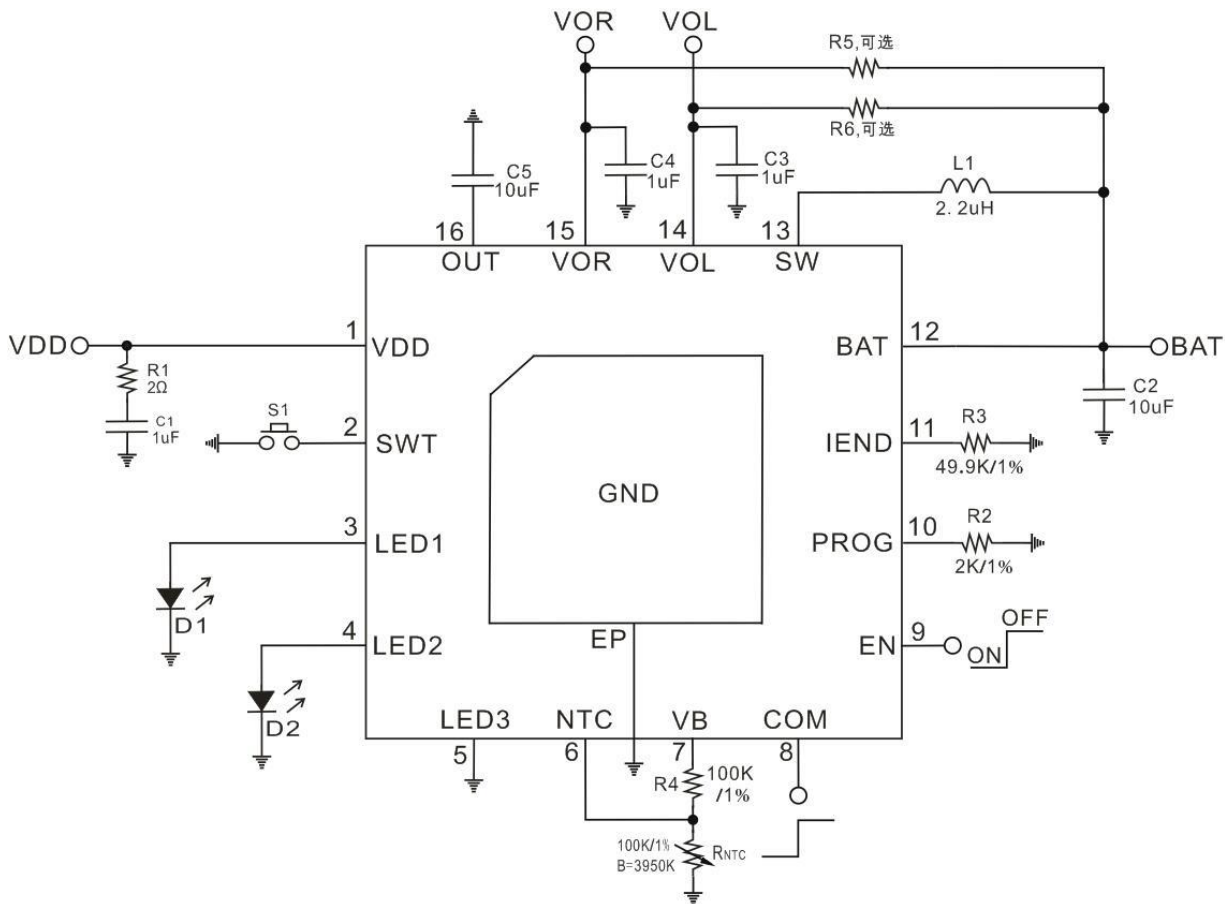 VOR VOL
R5,可选
R6,可选
C5
10uF
C4
1uF
C3
1uF
L1
2.2uH
16 15 14 13
OUT VOR VOL SW
VDD
1
VDD
R1
2Ω
C1
1uF
S1
2
SWT
3
LED1
D1
4
LED2
D2
GND
EP
12
BAT
BAT
C2
10uF
11
IEND
R3
49.9K/1%
10
PROG
R2
2K/1%
9
EN
ON
OFF
LED3 NTC VB COM
5 6 7 8
R4
100K
/1%
100K/1%
B=3950K
RNTC